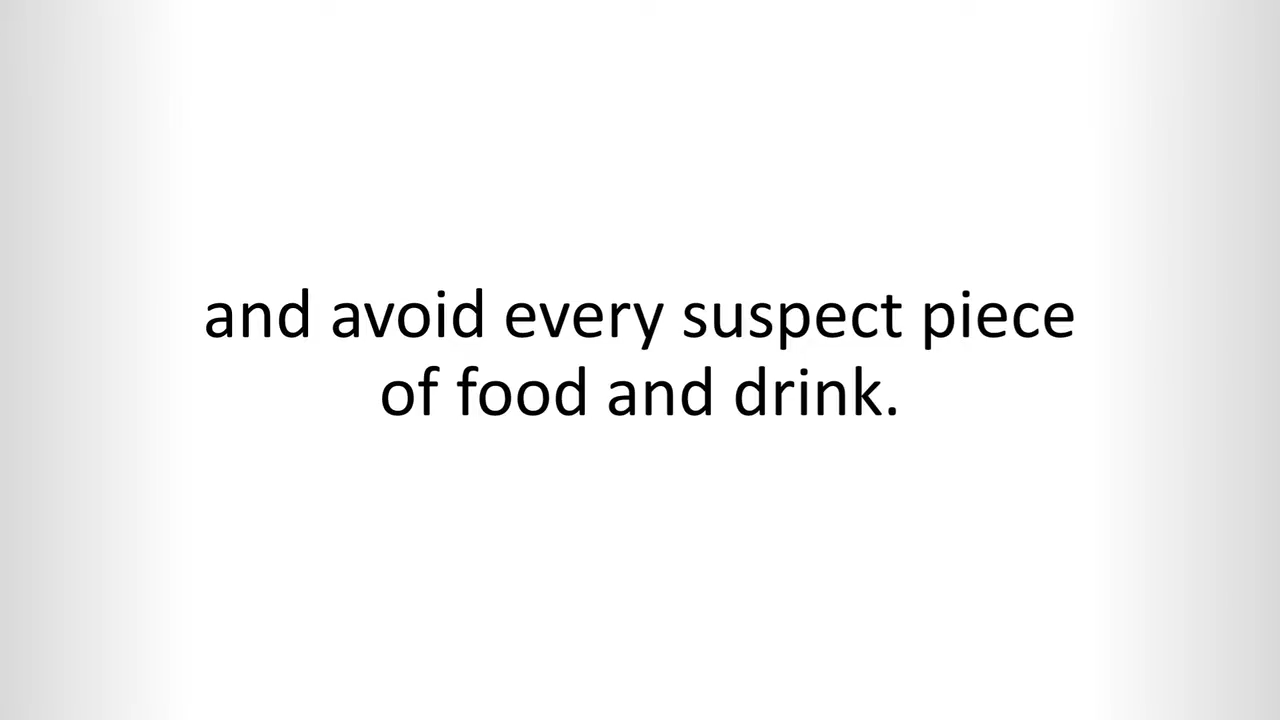 and avoid every suspect piece
of food and drink.